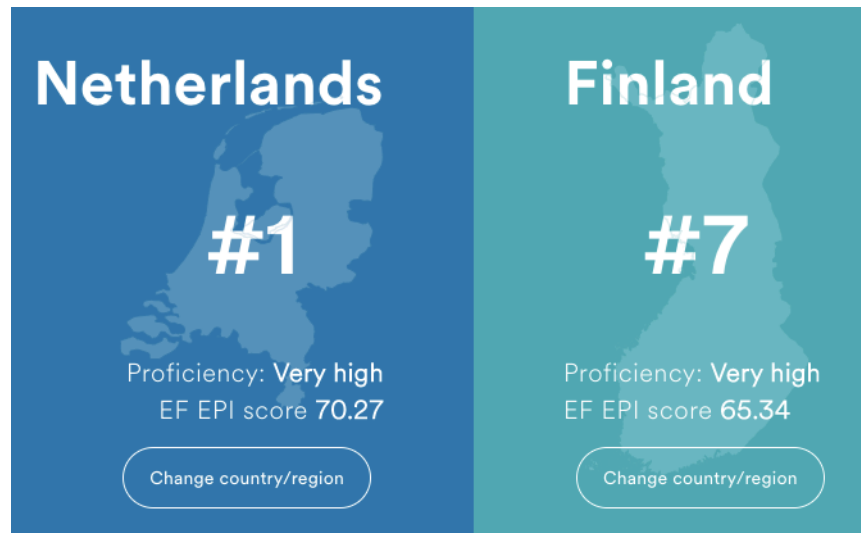 Netherlands
#1
Proficiency: Very high
EF EPI score 70.27
Change country/region
Finland
#7
Proficiency: Very high
EF EPI score 65.34
Change country/region